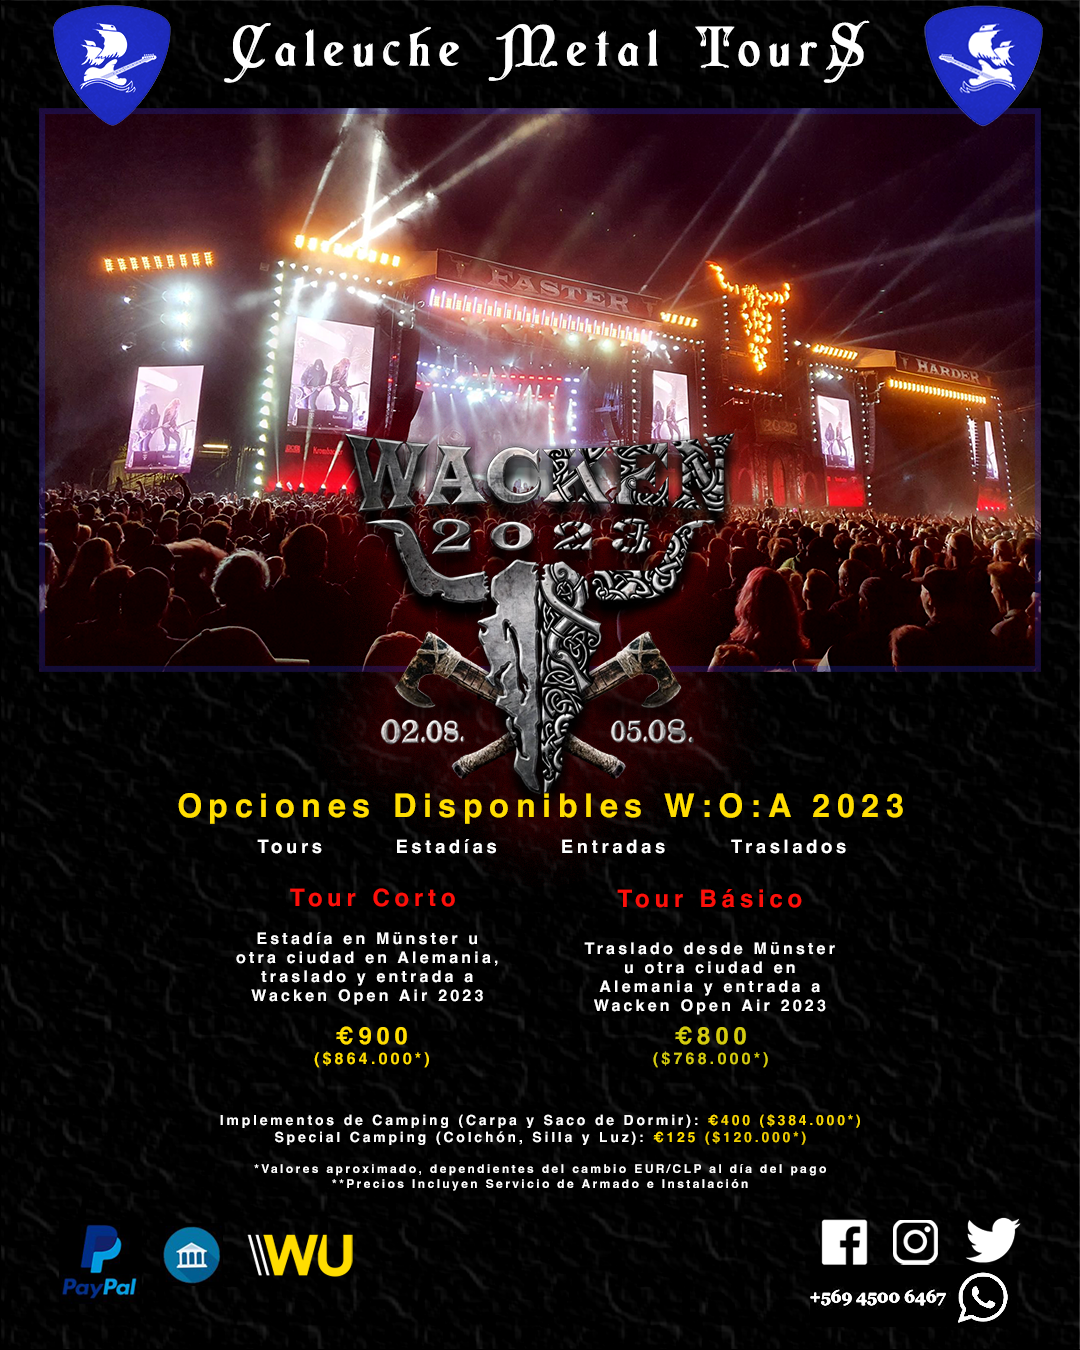 Caleuche Metal TourS
FASTER
HARDER
2022
WACKEN
2023
02.08.
05.08.
Opciones Disponibles W:O:A 2023
Tours Estadías Entradas Traslados
Tour Corto
Estadía en Münster u
otra ciudad en Alemania,
traslado y entrada a
Wacken Open Air 2023
€900
($864.000*)
Tour Básico
Traslado desde Münster
u otra ciudad en
Alemania y entrada a
Wacken Open Air 2023
€800
($768.000*)
Implementos de Camping (Carpa y Saco de Dormir): €400 ($384.000*)
Special Camping (Colchón, Silla y Luz): €125 ($120.000*)
*Valores aproximado, dependientes del cambio EUR/CLP al día del pago
**Precios Incluyen Servicio de Armado e Instalación
PayPal
WU
+569 4500 6467